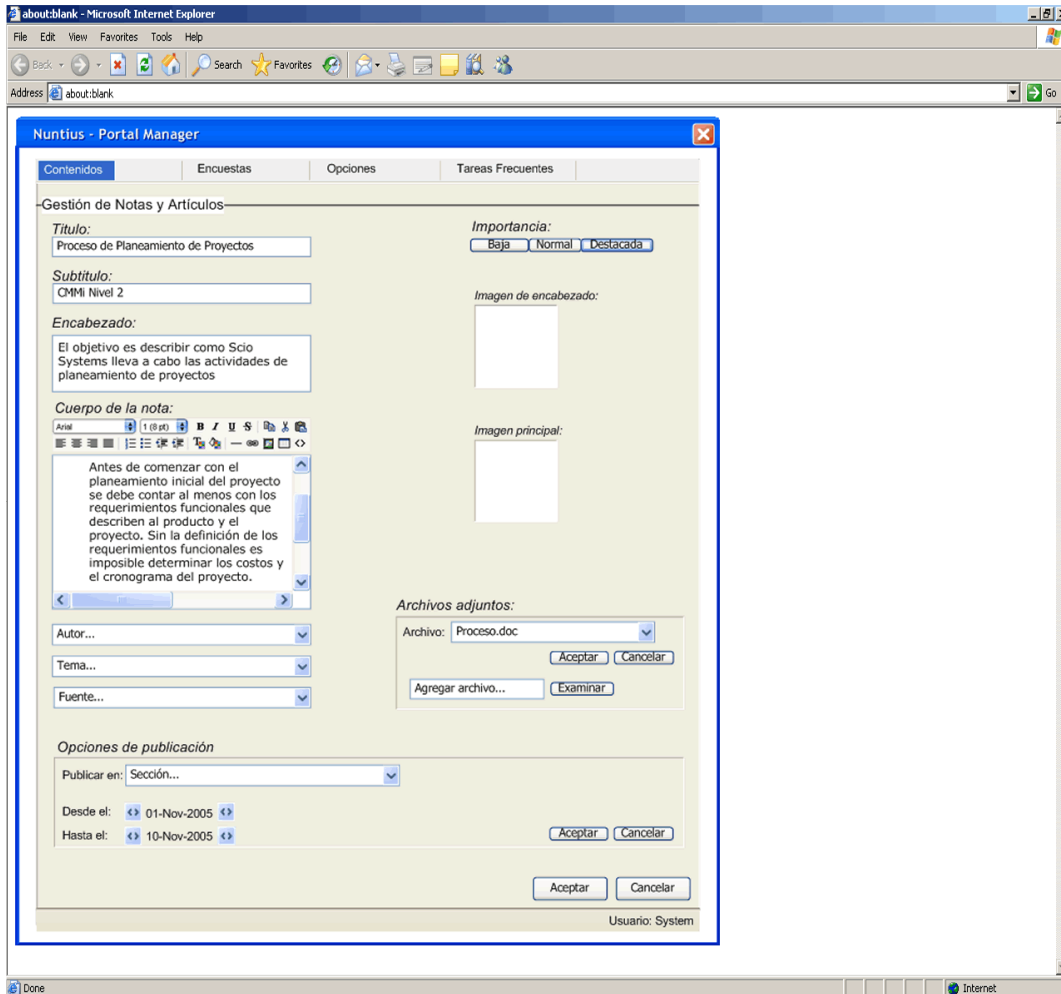 about:blank - Microsoft Internet Explorer
File Edit View Favorites Tools Help
Back Search Favorites
Address about:blank Go
Nuntius - Portal Manager
Contenidos Encuestas Opciones Tareas Frecuentes
Gestión de Notas y Artículos
Titulo:
Proceso de Planeamiento de Proyectos
Importancia:
Baja Normal Destacada
Subtitulo:
CMMi Nivel 2
Imagen de encabezado:
Encabezado:
El objetivo es describir como Scio
Systems lleva a cabo las actividades de
planeamiento de proyectos
Cuerpo de la nota:
Arial 1 (8 pt) B I U S
Imagen principal:
Antes de comenzar con el
planeamiento inicial del proyecto
se debe contar al menos con los
requerimientos funcionales que
describen al producto y el
proyecto. Sin la definición de los
requerimientos funcionales es
imposible determinar los costos y
el cronograma del proyecto.
Autor...
Tema...
Fuente...
Archivos adjuntos:
Archivo: Proceso.doc
Aceptar Cancelar
Agregar archivo... Examinar
Opciones de publicación
Publicar en: Sección...
Desde el: 01-Nov-2005
Hasta el: 10-Nov-2005
Aceptar Cancelar
Aceptar Cancelar
Usuario: System
Done Internet